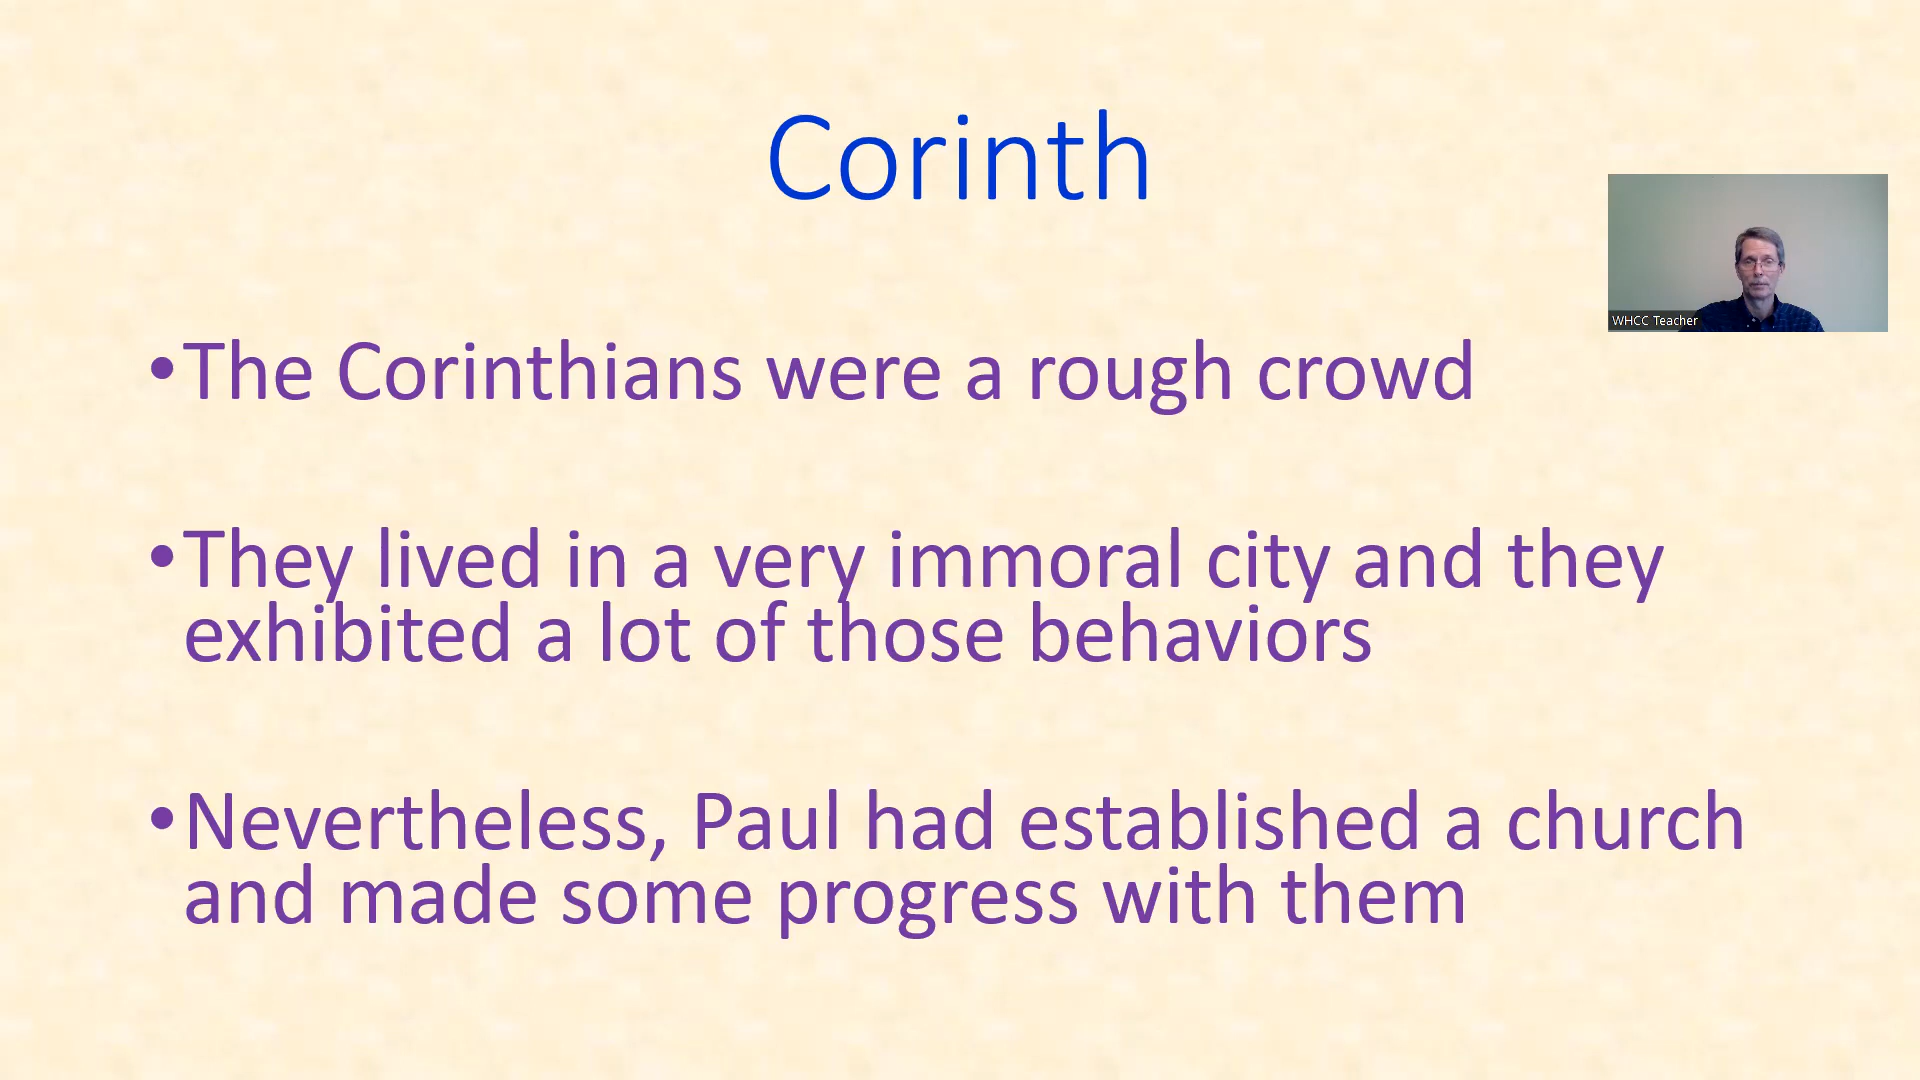 Corinth
WHCC Teacher
•The Corinthians were a rough crowd
•They lived in a very immoral city and they
exhibited a lot of those behaviors
•Nevertheless, Paul had established a church
and made some progress with them